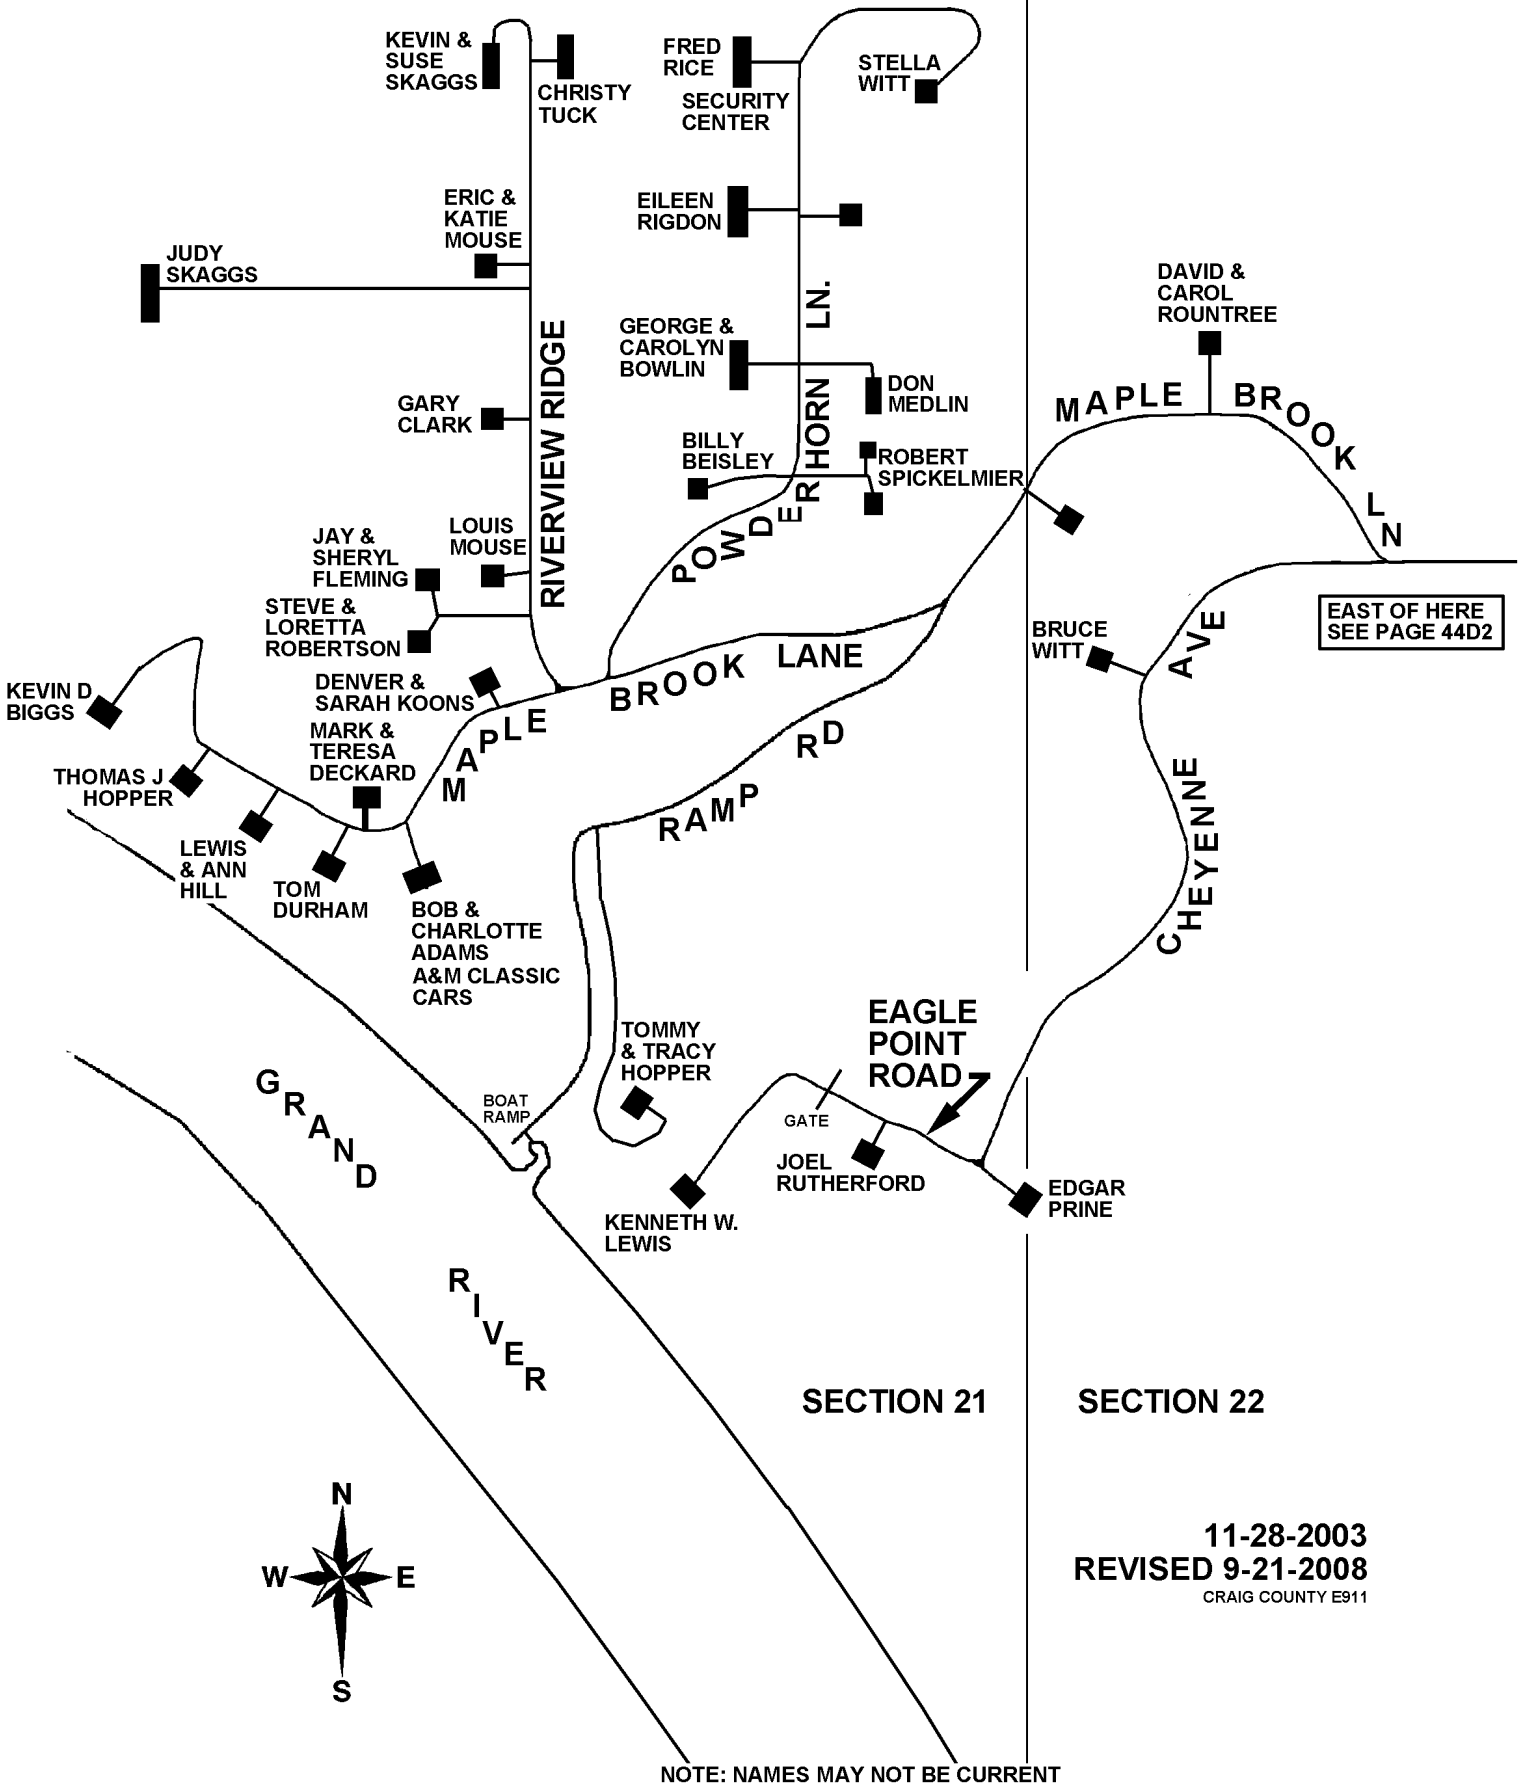 KEVIN &
SUSE
SKAGGS
CHRISTY
TUCK
FRED
RICE
SECURITY
CENTER
STELLA
WITT
ERIC &
KATIE
MOUSE
EILEEN
RIGDON
JUDY
SKAGGS
DAVID &
CAROL
ROUNTREE
GEORGE &
CAROLYN
BOWLIN
DON
MEDLIN
GARY
CLARK
RIVERVIEW RIDGE
POWDER HORN LN.
MAPLE BROOK LN
BILLY
BEISLEY
ROBERT
SPICKELMIER
LOUIS
MOUSE
JAY &
SHERYL
FLEMING
STEVE &
LORETTA
ROBERTSON
EAST OF HERE
SEE PAGE 44D2
BRUCE
WITT
KEVIN D
BIGGS
DENVER &
SARAH KOONS
MAPLE BROOK LANE
MARK &
TERESA
DECKARD
RAMP RD
CHEYENNE AVE
THOMAS J
HOPPER
LEWIS
& ANN
HILL
TOM
DURHAM
BOB &
CHARLOTTE
ADAMS
A&M CLASSIC
CARS
EAGLE
POINT
ROAD
TOMMY
& TRACY
HOPPER
BOAT
RAMP
GATE
JOEL
RUTHERFORD
EDGAR
PRINE
KENNETH W.
LEWIS
GRAND
RIVER
SECTION 21
SECTION 22
N
W
E
S
11-28-2003
REVISED 9-21-2008
CRAIG COUNTY E911
NOTE: NAMES MAY NOT BE CURRENT